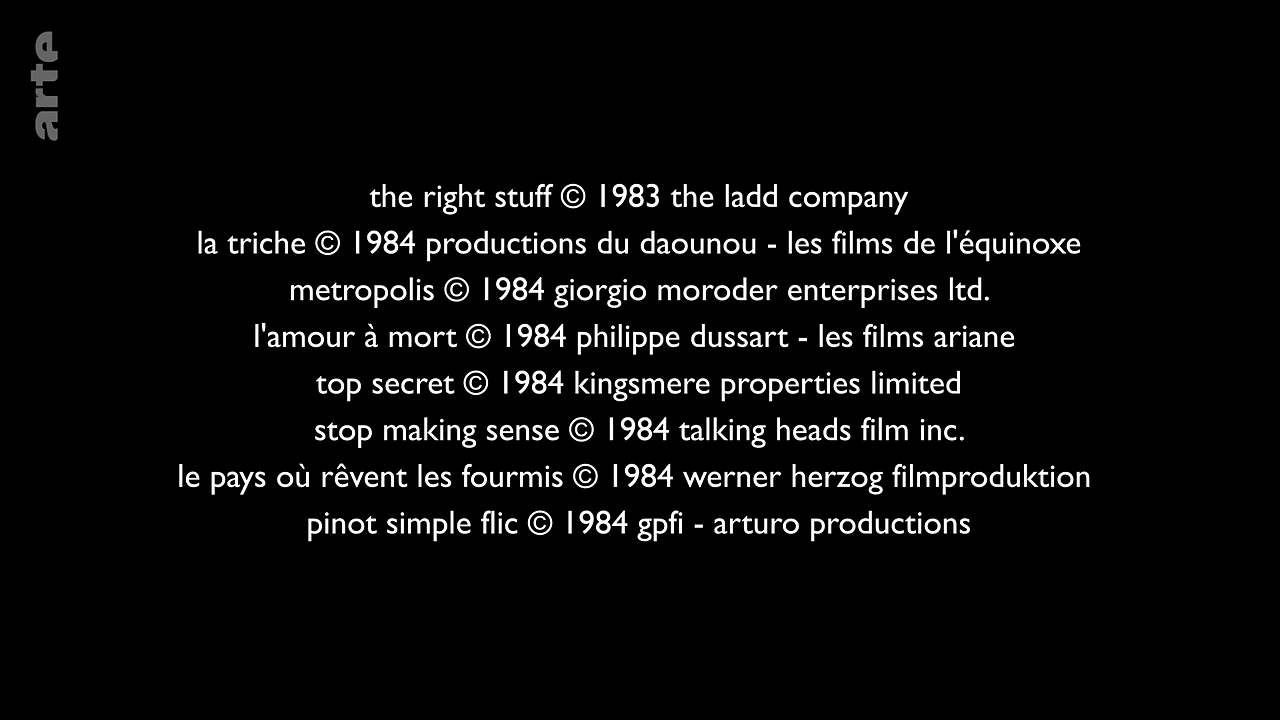 arte
the right stuff © 1983 the ladd company
la triche © 1984 productions du daounou - les films de l'équinoxe
metropolis © 1984 giorgio moroder enterprises ltd.
l'amour à mort © 1984 philippe dussart - les films ariane
top secret © 1984 kingsmere properties limited
stop making sense © 1984 talking heads film inc.
le pays où rêvent les fourmis © 1984 werner herzog filmproduktion
pinot simple flic © 1984 gpfi - arturo productions